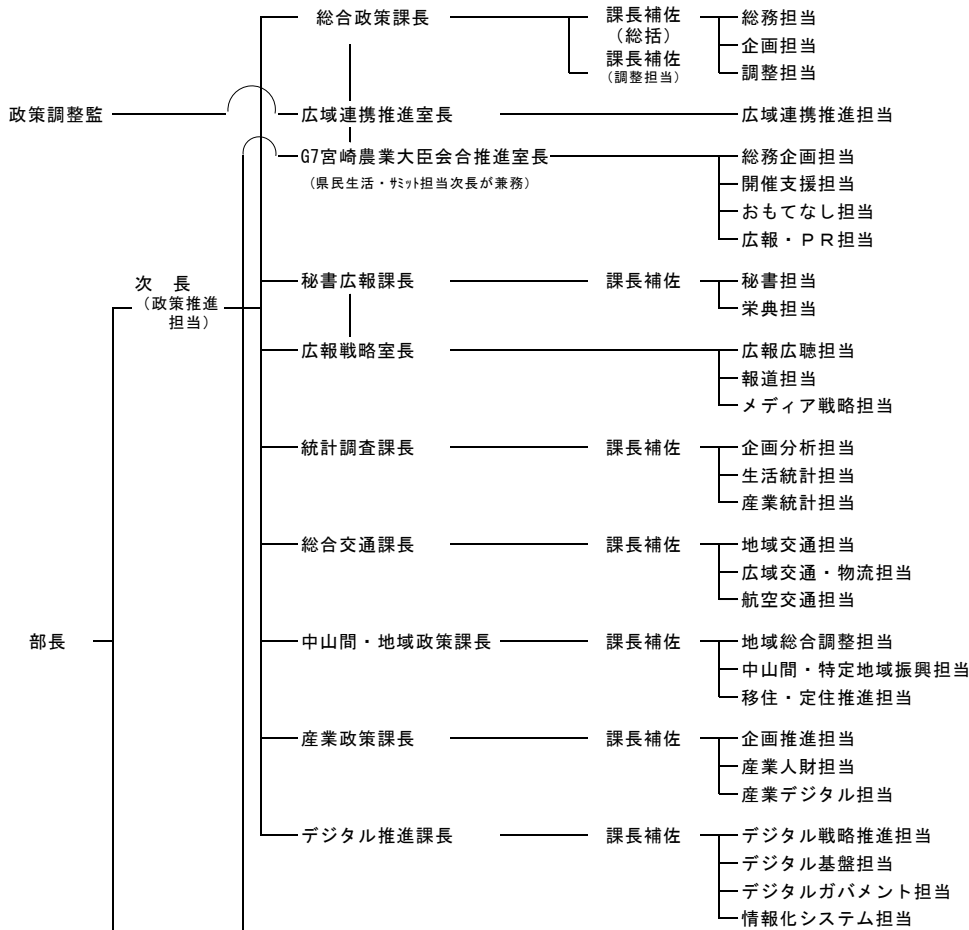 総合政策課長 課長補佐 総務担当
(総括) 企画担当
課長補佐
(調整担当) 調整担当
政策調整監 広域連携推進室長 広域連携推進担当
G7宮崎農業大臣会合推進室長 総務企画担当
(県民生活・サミット担当次長が兼務) 開催支援担当
おもてなし担当
広報・PR担当
次 長 秘書広報課長 課長補佐 秘書担当
(政策推進 栄典担当
担当)
広報戦略室長 広報広聴担当
報道担当
メディア戦略担当
統計調査課長 課長補佐 企画分析担当
生活統計担当
産業統計担当
総合交通課長 課長補佐 地域交通担当
広域交通・物流担当
航空交通担当
部長 中山間・地域政策課長 課長補佐 地域総合調整担当
中山間・特定地域振興担当
移住・定住推進担当
産業政策課長 課長補佐 企画推進担当
産業人財担当
産業デジタル担当
デジタル推進課長 課長補佐 デジタル戦略推進担当
デジタル基盤担当
デジタルガバメント担当
情報化システム担当